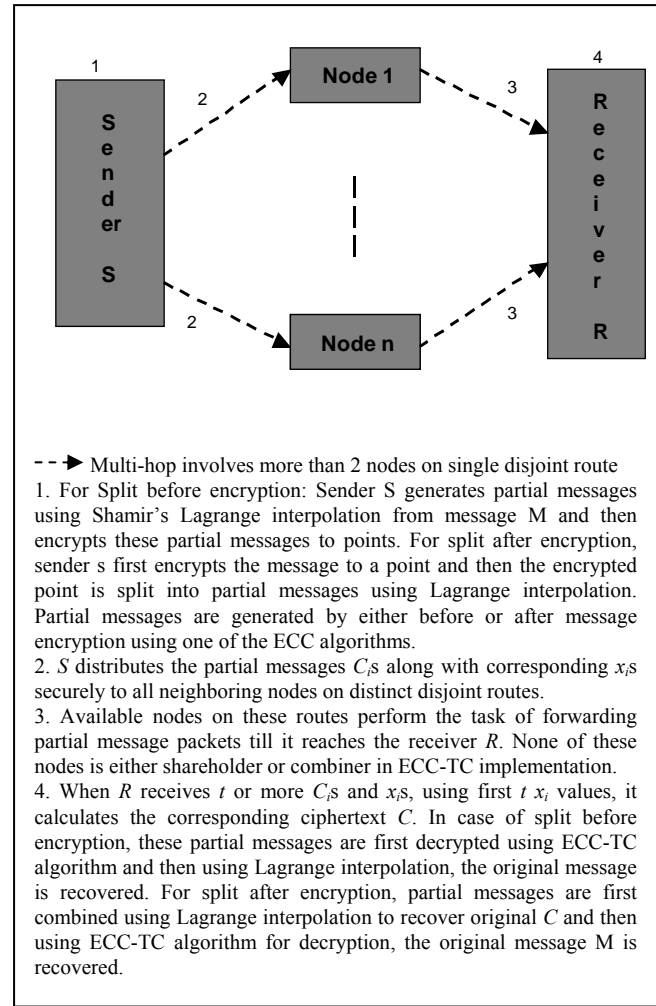 1
S
e
n
d
er
S
2
Node 1
3
4
R
e
c
e
i
v
e
r
R
2
Node n
3
Multi-hop involves more than 2 nodes on single disjoint route
1. For Split before encryption: Sender S generates partial messages
using Shamir's Lagrange interpolation from message M and then
encrypts these partial messages to points. For split after encryption,
sender s first encrypts the message to a point and then the encrypted
point is split into partial messages using Lagrange interpolation.
Partial messages are generated by either before or after message
encryption using one of the ECC algorithms.
2. S distributes the partial messages Cis along with corresponding xis
securely to all neighboring nodes on distinct disjoint routes.
3. Available nodes on these routes perform the task of forwarding
partial message packets till it reaches the receiver R. None of these
nodes is either shareholder or combiner in ECC-TC implementation.
4. When R receives t or more Cis and xis, using first t xi values, it
calculates the corresponding ciphertext C. In case of split before
encryption, these partial messages are first decrypted using ECC-TC
algorithm and then using Lagrange interpolation, the original message
is recovered. For split after encryption, partial messages are first
combined using Lagrange interpolation to recover original C and then
using ECC-TC algorithm for decryption, the original message M is
recovered.